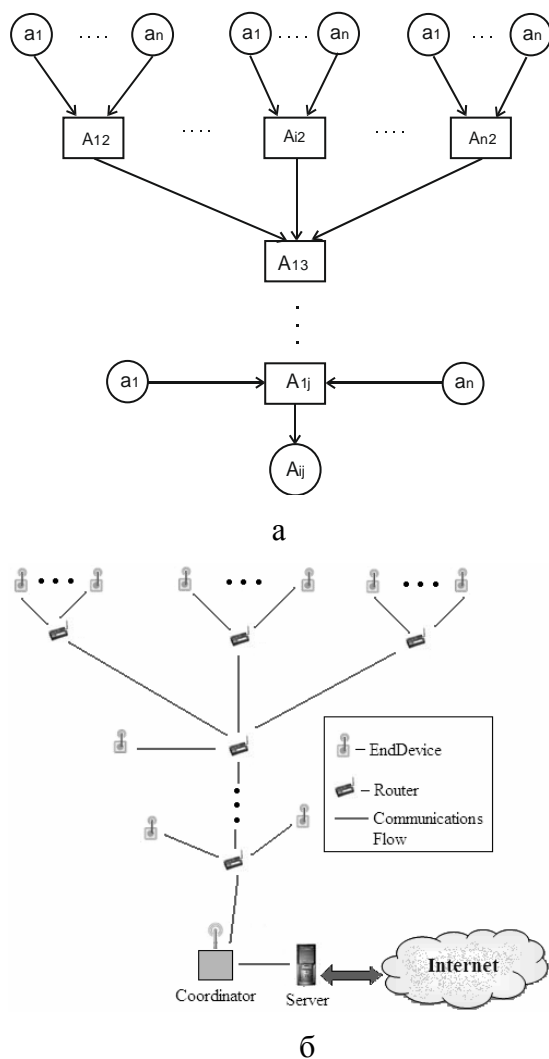 a1 .... an .... a1 .... an .... a1 ... an
A12 .... Ai2 .... An2
A13
a1 A1j an
Aij
а
– EndDevice
– Router
Communications
Flow
Internet
Coordinator
Server
б